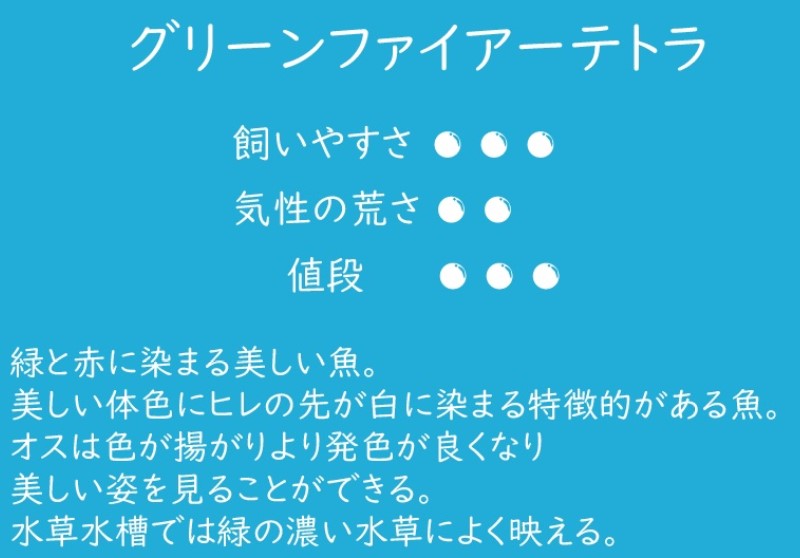 グリーンファイアーテトラ
飼いやすさ
気性の荒さ
値段
緑と赤に染まる美しい魚。
美しい体色にヒレの先が白に染まる特徴的がある魚。
オスは色が揚がりより発色が良くなり
美しい姿を見ることができる。
水草水槽では緑の濃い水草によく映える。